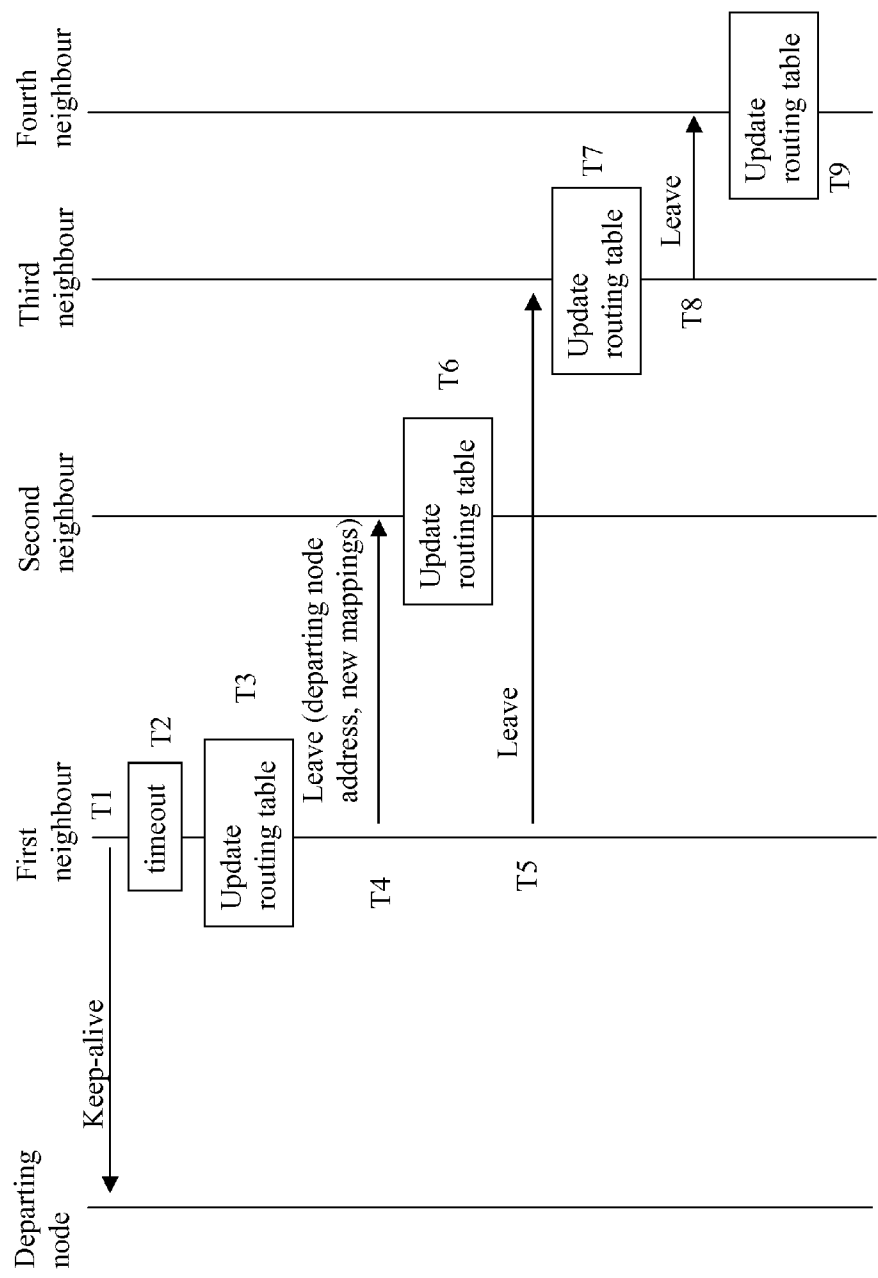 Departing
node
First
neighbour
Second
neighbour
Third
neighbour
Fourth
neighbour
Keep-alive
T1
timeout
T2
Update
routing table
T3
Leave (departing node
address, new mappings)
T4
Update
routing table
T6
Leave
T5
Update
routing table
T7
Leave
T8
Update
routing table
T9